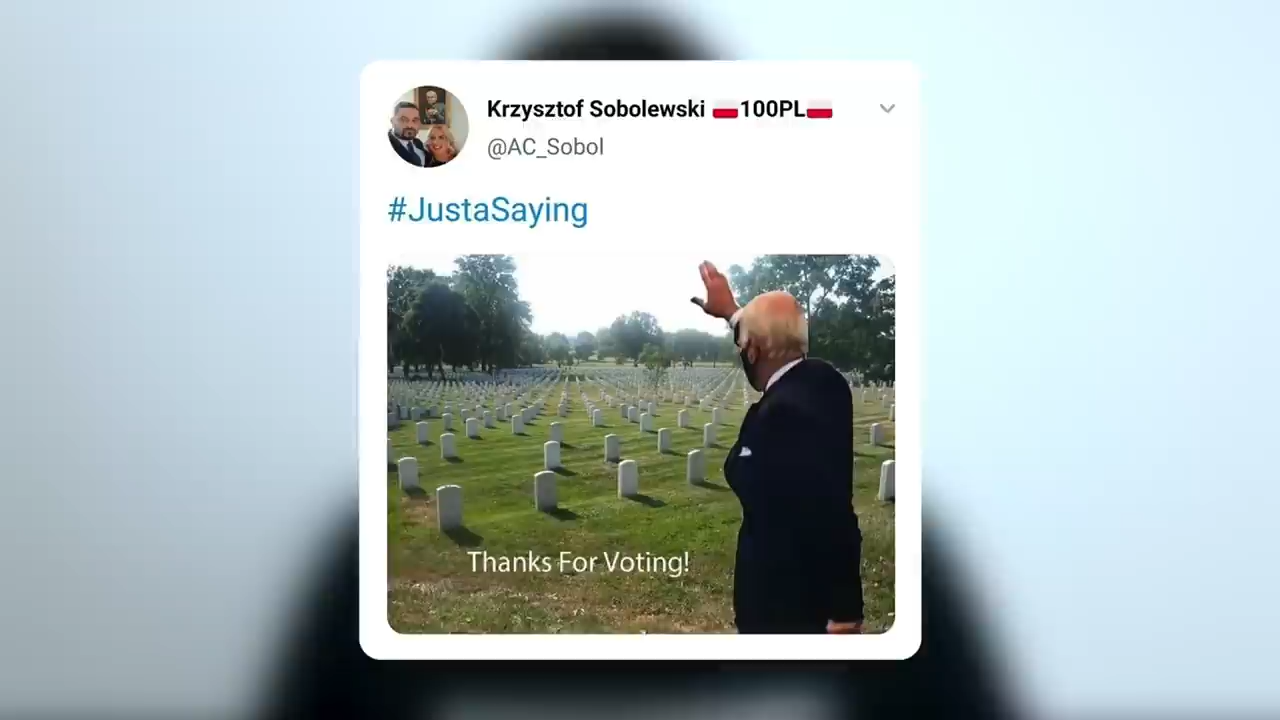 Krzysztof Sobolewski 🇵🇱100PL🇵🇱
@AC_Sobol
#JustaSaying
Thanks For Voting!